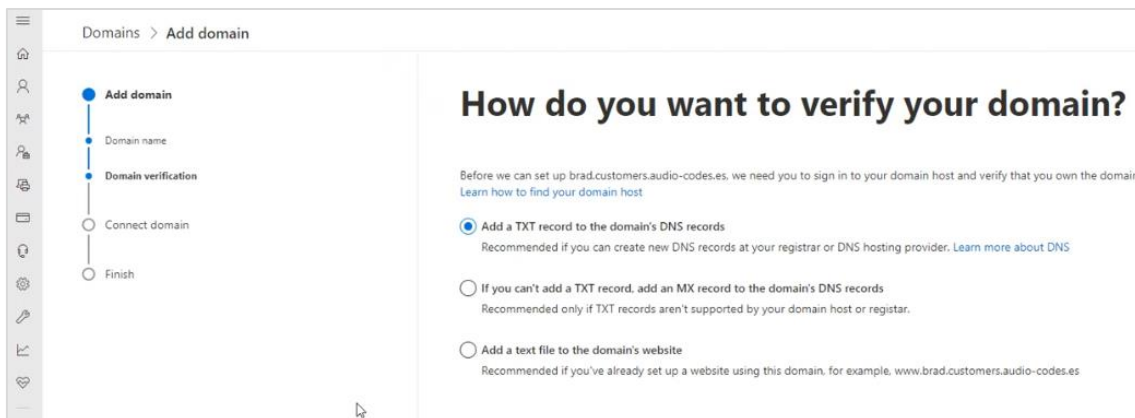 Domains > Add domain
Add domain
Domain name
Domain verification
Connect domain
Finish
How do you want to verify your domain?
Before we can set up brad.customers.audio-codes.es, we need you to sign in to your domain host and verify that you own the domain
Learn how to find your domain host
Add a TXT record to the domain's DNS records
Recommended if you can create new DNS records at your registrar or DNS hosting provider. Learn more about DNS
If you can't add a TXT record, add an MX record to the domain's DNS records
Recommended only if TXT records aren't supported by your domain host or registar.
Add a text file to the domain's website
Recommended if you've already set up a website using this domain, for example, www.brad.customers.audio-codes.es